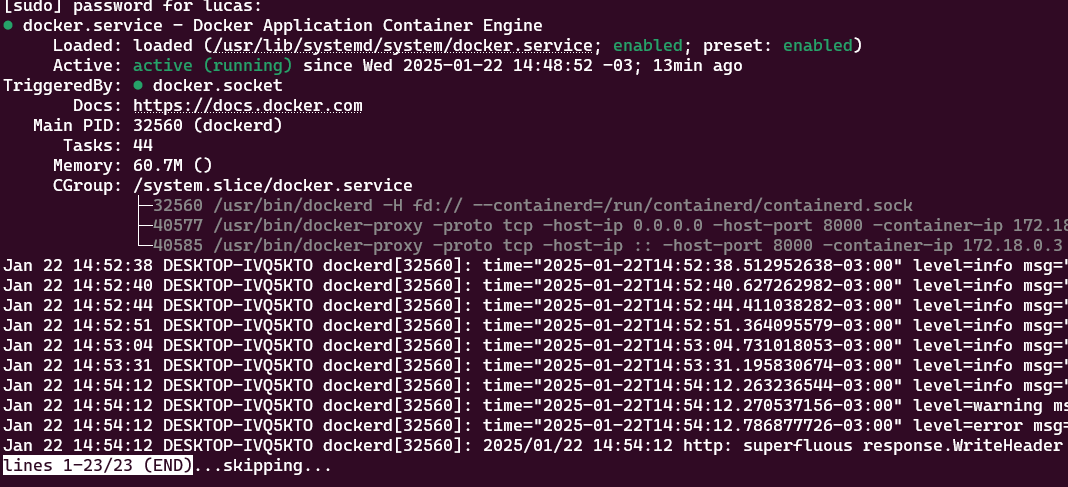 [sudo] password for lucas:
● docker.service - Docker Application Container Engine
     Loaded: loaded (/usr/lib/systemd/system/docker.service; enabled; preset: enabled)
     Active: active (running) since Wed 2025-01-22 14:48:52 -03; 13min ago
TriggeredBy: ● docker.socket
       Docs: https://docs.docker.com
   Main PID: 32560 (dockerd)
      Tasks: 44
     Memory: 60.7M ()
     CGroup: /system.slice/docker.service
             ├─32560 /usr/bin/dockerd -H fd:// --containerd=/run/containerd/containerd.sock
             ├─40577 /usr/bin/docker-proxy -proto tcp -host-ip 0.0.0.0 -host-port 8000 -container-ip 172.18
             └─40585 /usr/bin/docker-proxy -proto tcp -host-ip :: -host-port 8000 -container-ip 172.18.0.3
Jan 22 14:52:38 DESKTOP-IVQ5KTO dockerd[32560]: time="2025-01-22T14:52:38.512952638-03:00" level=info msg="
Jan 22 14:52:40 DESKTOP-IVQ5KTO dockerd[32560]: time="2025-01-22T14:52:40.627262982-03:00" level=info msg="
Jan 22 14:52:44 DESKTOP-IVQ5KTO dockerd[32560]: time="2025-01-22T14:52:44.411038282-03:00" level=info msg="
Jan 22 14:52:51 DESKTOP-IVQ5KTO dockerd[32560]: time="2025-01-22T14:52:51.364095579-03:00" level=info msg="
Jan 22 14:53:04 DESKTOP-IVQ5KTO dockerd[32560]: time="2025-01-22T14:53:04.731018053-03:00" level=info msg="
Jan 22 14:53:31 DESKTOP-IVQ5KTO dockerd[32560]: time="2025-01-22T14:53:31.195830674-03:00" level=info msg="
Jan 22 14:54:12 DESKTOP-IVQ5KTO dockerd[32560]: time="2025-01-22T14:54:12.263236544-03:00" level=info msg="
Jan 22 14:54:12 DESKTOP-IVQ5KTO dockerd[32560]: time="2025-01-22T14:54:12.270537156-03:00" level=warning ms
Jan 22 14:54:12 DESKTOP-IVQ5KTO dockerd[32560]: time="2025-01-22T14:54:12.786877726-03:00" level=error msg=
Jan 22 14:54:12 DESKTOP-IVQ5KTO dockerd[32560]: 2025/01/22 14:54:12 http: superfluous response.WriteHeader
lines 1-23/23 (END)...skipping...